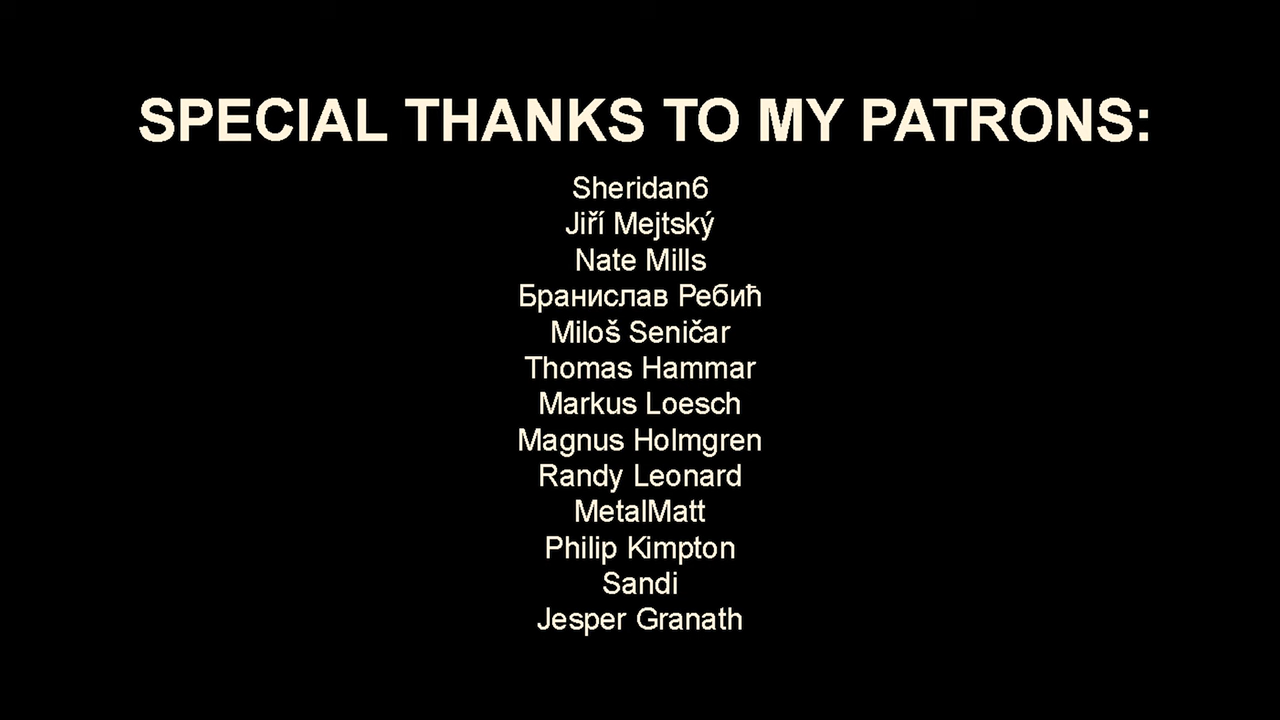 SPECIAL THANKS TO MY PATRONS:
Sheridan6
Jiří Mejtský
Nate Mills
Бранислав Ребић
Miloš Seničar
Thomas Hammar
Markus Loesch
Magnus Holmgren
Randy Leonard
MetalMatt
Philip Kimpton
Sandi
Jesper Granath